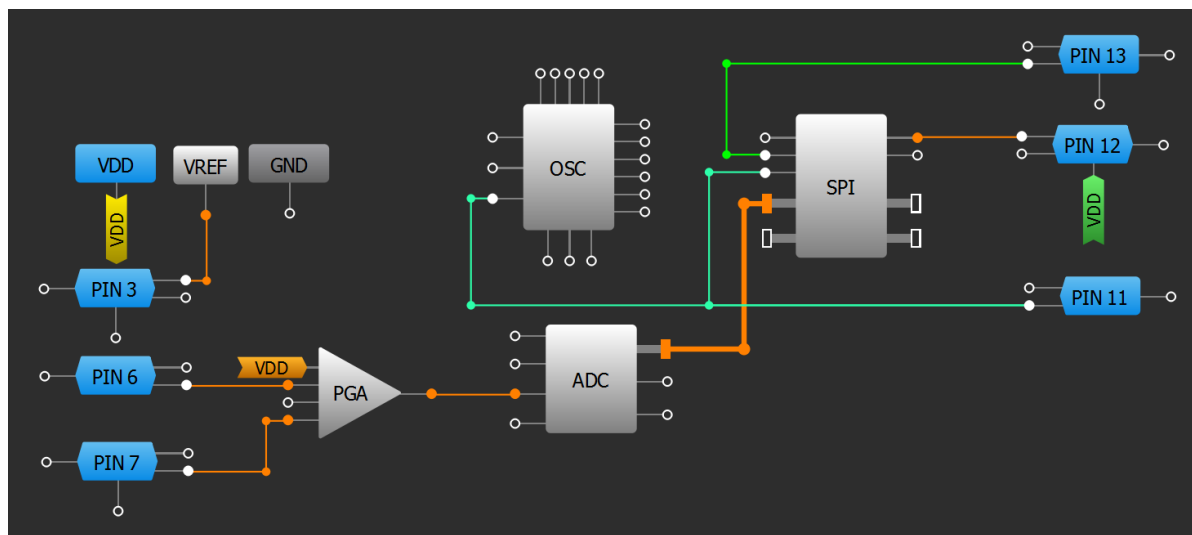 PIN 13
OSC
PIN 12
VDD
VREF
GND
SPI
VDD
VDD
PIN 3
PIN 11
VDD
PIN 6
ADC
PGA
PIN 7